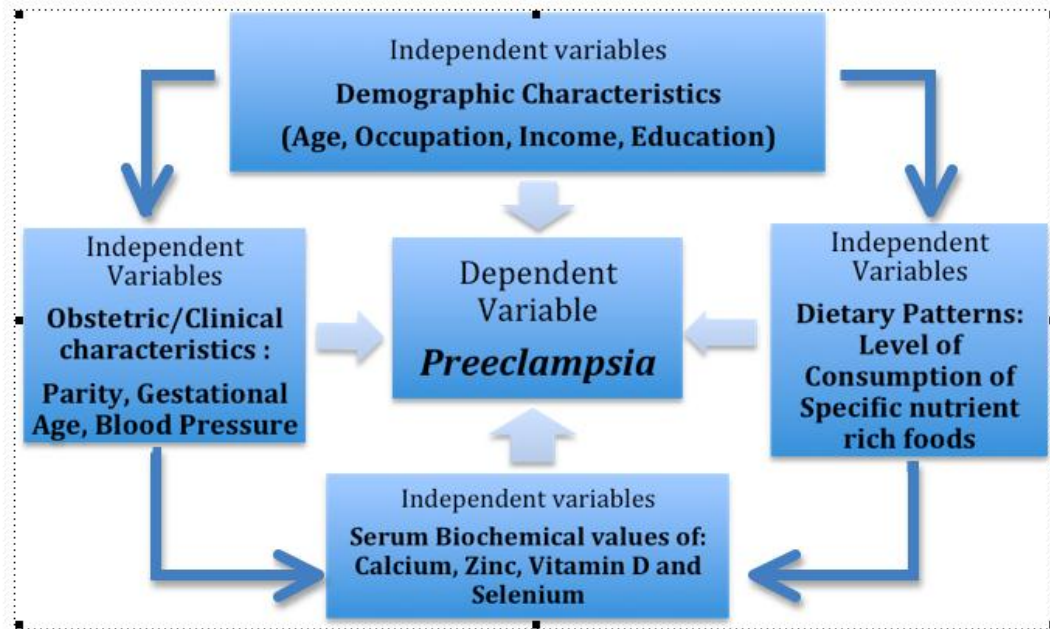 Independent variables
Demographic Characteristics
(Age, Occupation, Income, Education)
Independent
Variables
Obstetric/Clinical
characteristics :
Parity, Gestational
Age, Blood Pressure
Dependent
Variable
Preeclampsia
Independent
Variables
Dietary Patterns:
Level of
Consumption of
Specific nutrient
rich foods
Independent variables
Serum Biochemical values of:
Calcium, Zinc, Vitamin D and
Selenium